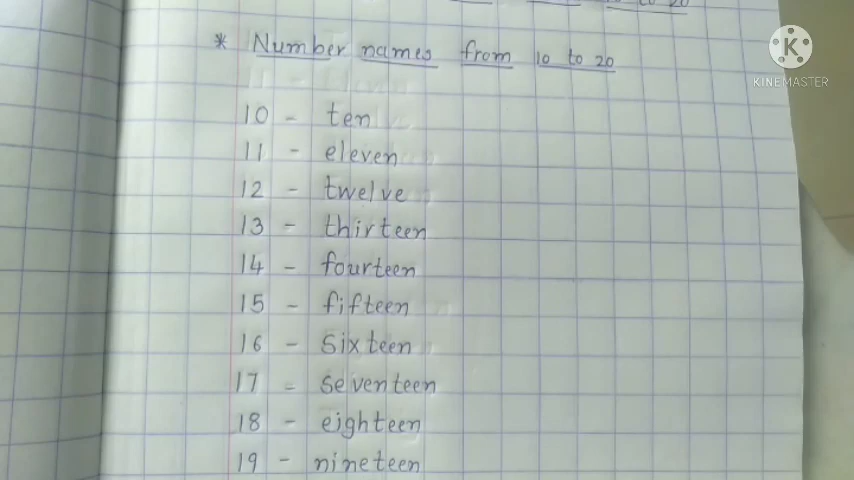 * Number names from 10 to 20
10 - ten
11 - eleven
12 - twelve
13 - thirteen
14 - fourteen
15 - fifteen
16 - sixteen
17 - seventeen
18 - eighteen
19 - nineteen
K
KINEMASTER